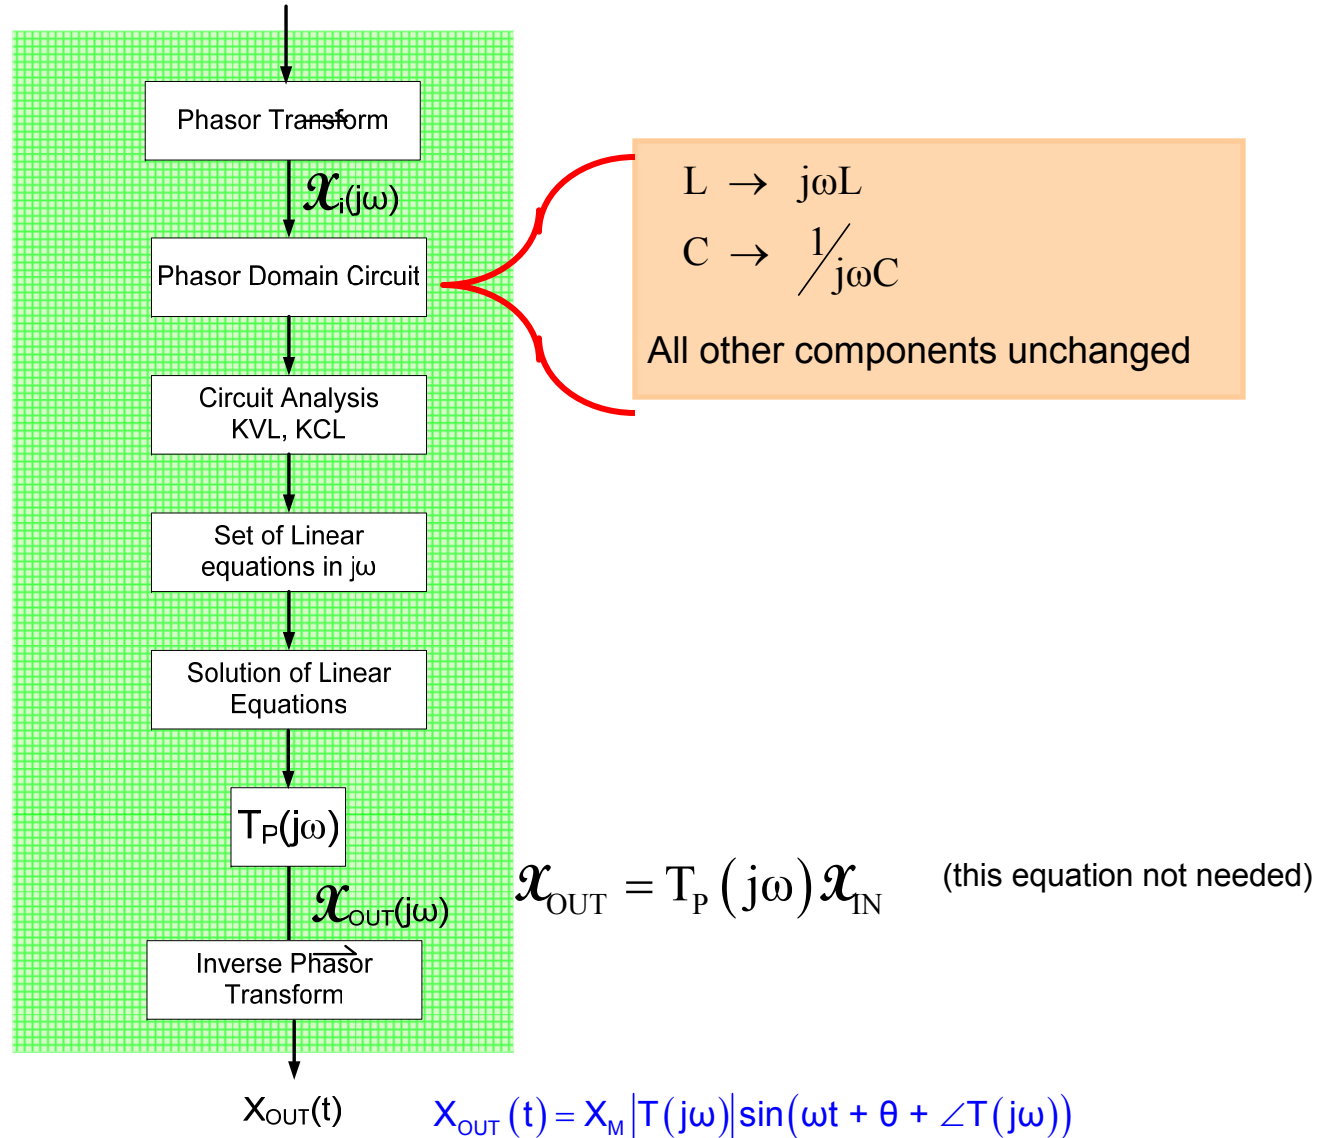 Phasor Transform
𝒳i(jω)
Phasor Domain Circuit
L → jωL
C → 1/jωC
All other components unchanged
Circuit Analysis
KVL, KCL
Set of Linear
equations in jω
Solution of Linear
Equations
TP(jω)
𝒳OUT(jω)
𝒳OUT = TP(jω)𝒳IN (this equation not needed)
Inverse Phasor
Transform
XOUT(t)
XOUT(t) = XM|T(jω)|sin(ωt + θ + ∠T(jω))